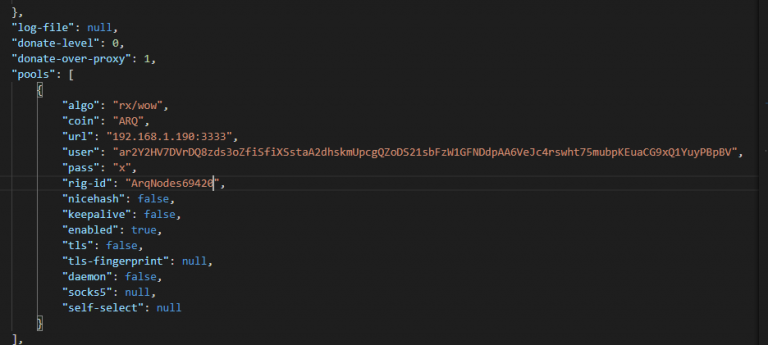 },
"log-file": null,
"donate-level": 0,
"donate-over-proxy": 1,
"pools": [
{
"algo": "rx/wow",
"coin": "ARQ",
"url": "192.168.1.190:3333",
"user": "ar2Y2HV7DVrDQ8zds3oZfiSfiXSstaA2dhskmUpcgQZoDS21sbFzW1GFNDdpAA6VeJc4rswht75mubpKEuaCG9xQ1YuyPBpBV",
"pass": "x",
"rig-id": "ArqNodes69420",
"nicehash": false,
"keepalive": false,
"enabled": true,
"tls": false,
"tls-fingerprint": null,
"daemon": false,
"socks5": null,
"self-select": null
}
],